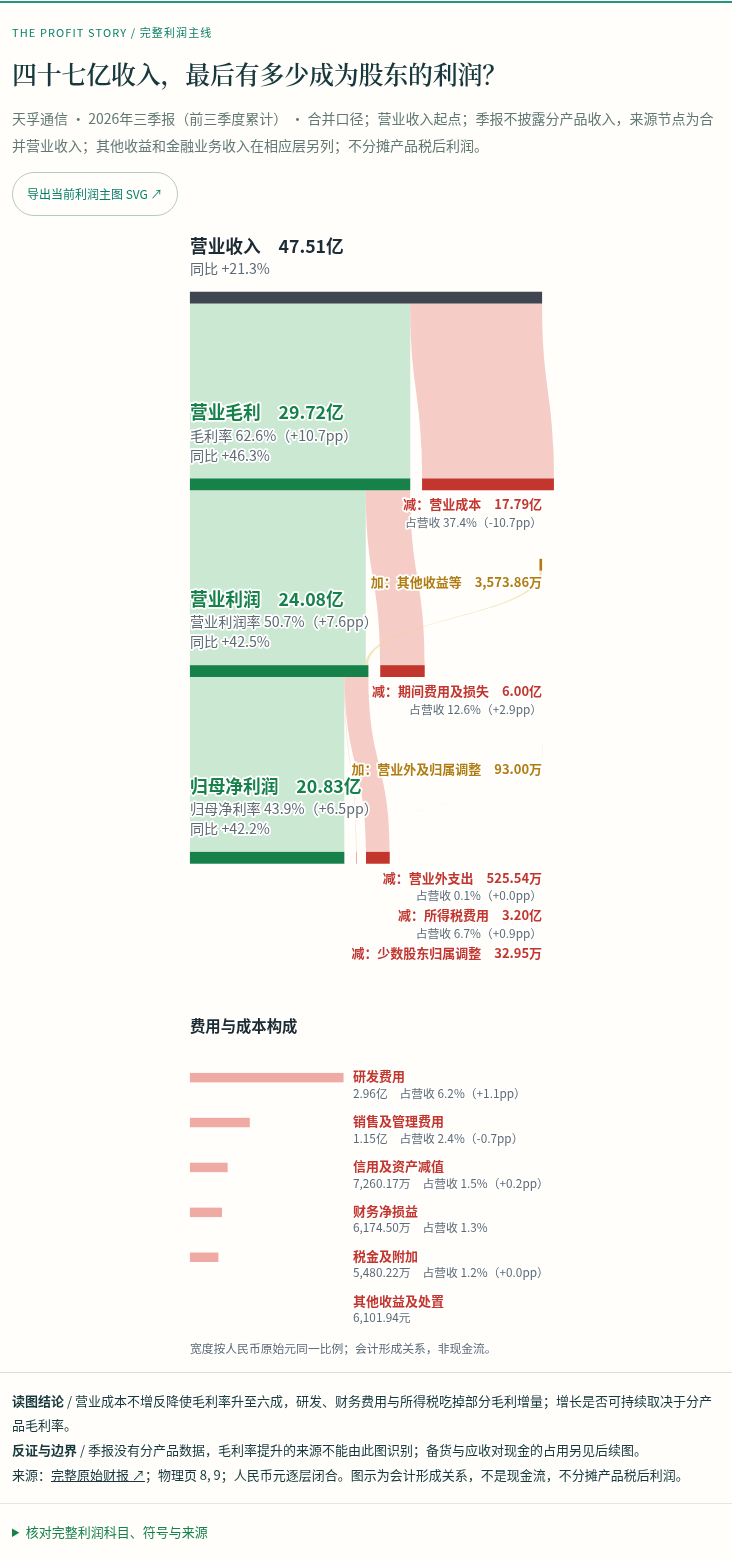 THE PROFIT STORY / 完整利润主线
四十七亿收入，最后有多少成为股东的利润？
天孚通信 · 2026年三季报（前三季度累计） · 合并口径；营业收入起点；季报不披露分产品收入，来源节点为合
并营业收入；其他收益和金融业务收入在相应层另列；不分摊产品税后利润。
导出当前利润主图 SVG ↗
营业收入 47.51亿
同比 +21.3%
营业毛利 29.72亿
毛利率 62.6%（+10.7pp）
同比 +46.3%
减：营业成本 17.79亿
占营收 37.4%（-10.7pp）
加：其他收益等 3,573.86万
营业利润 24.08亿
营业利润率 50.7%（+7.6pp）
同比 +42.5%
减：期间费用及损失 6.00亿
占营收 12.6%（+2.9pp）
加：营业外及归属调整 93.00万
归母净利润 20.83亿
归母净利率 43.9%（+6.5pp）
同比 +42.2%
减：营业外支出 525.54万
占营收 0.1%（+0.0pp）
减：所得税费用 3.20亿
占营收 6.7%（+0.9pp）
减：少数股东归属调整 32.95万
费用与成本构成
研发费用
2.96亿 占营收 6.2%（+1.1pp）
销售及管理费用
1.15亿 占营收 2.4%（-0.7pp）
信用及资产减值
7,260.17万 占营收 1.5%（+0.2pp）
财务净损益
6,174.50万 占营收 1.3%
税金及附加
5,480.22万 占营收 1.2%（+0.0pp）
其他收益及处置
6,101.94元
宽度按人民币原始元同一比例；会计形成关系，非现金流。
读图结论 / 营业成本不增反降使毛利率升至六成，研发、财务费用与所得税吃掉部分毛利增量；增长是否可持续取决于分产
品毛利率。
反证与边界 / 季报没有分产品数据，毛利率提升的来源不能由此图识别；备货与应收对现金的占用另见后续图。
来源：完整原始财报 ↗；物理页 8, 9；人民币元逐层闭合。图示为会计形成关系，不是现金流，不分摊产品税后利润。
▶ 核对完整利润科目、符号与来源